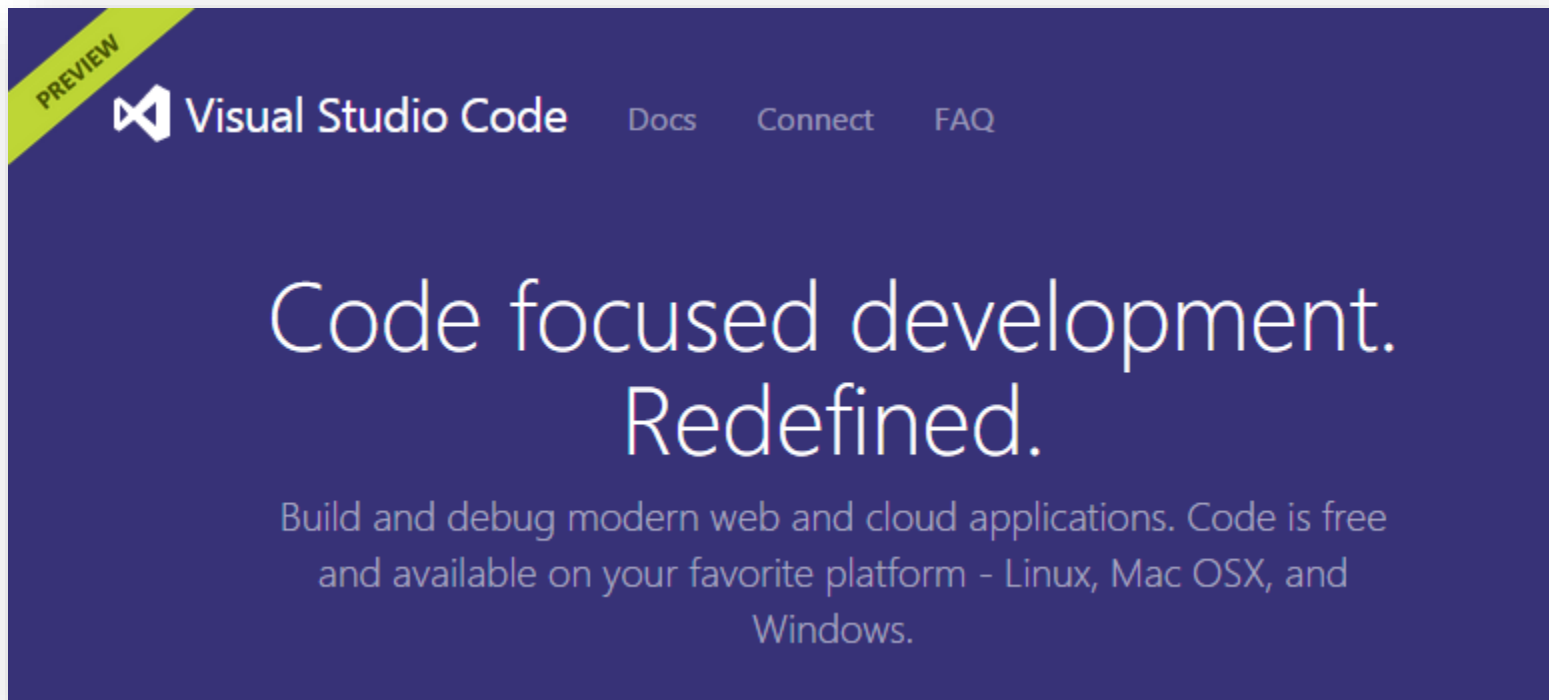 PREVIEW
Visual Studio Code Docs Connect FAQ
Code focused development.
Redefined.
Build and debug modern web and cloud applications. Code is free
and available on your favorite platform - Linux, Mac OSX, and
Windows.